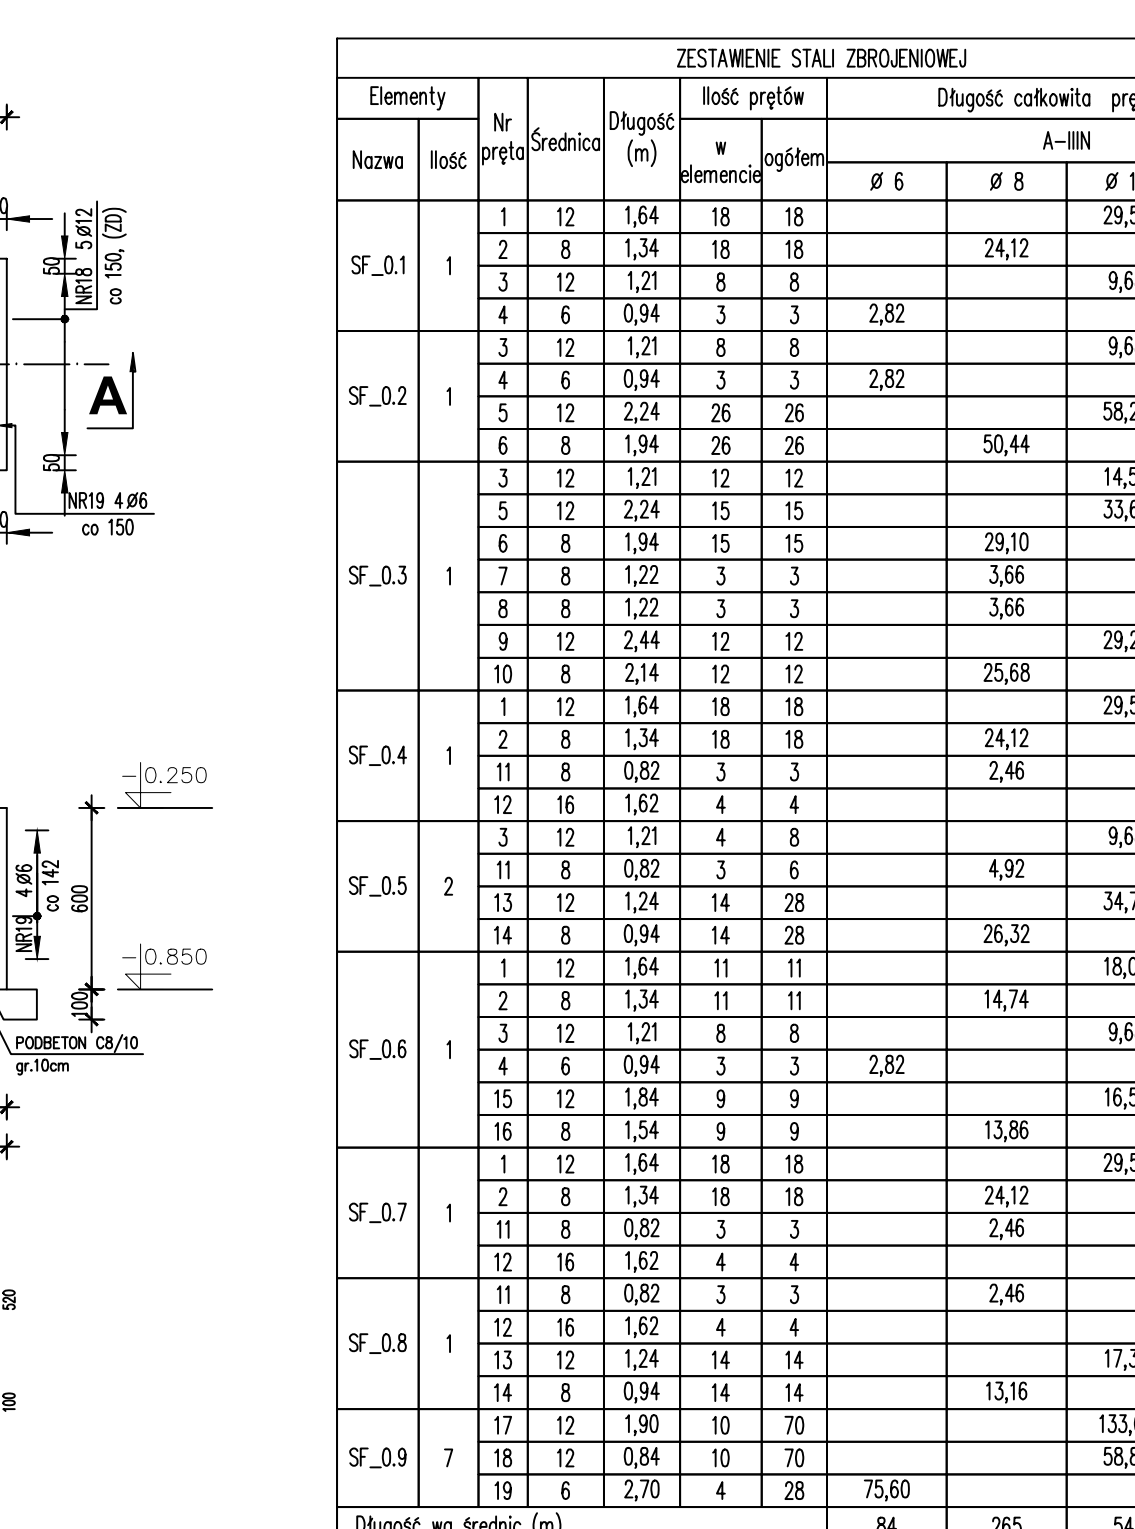 ZESTAWIENIE STALI ZBROJENIOWEJ
Elementy
Nazwa
Ilość
Nr pręta
Średnica
Długość (m)
Ilość prętów
w elemencie
ogółem
Długość całkowita
A-IIIN
Ø 6
Ø 8
SF_0.1 1
1 12 1,64 18 18
2 8 1,34 18 18 24,12
3 12 1,21 8 8
4 6 0,94 3 3 2,82
SF_0.2 1
3 12 1,21 8 8
4 6 0,94 3 3 2,82
5 12 2,24 26 26
6 8 1,94 26 26 50,44
SF_0.3 1
3 12 1,21 12 12
5 12 2,24 15 15
6 8 1,94 15 15 29,10
7 8 1,22 3 3 3,66
8 8 1,22 3 3 3,66
9 12 2,44 12 12
10 8 2,14 12 12 25,68
SF_0.4 1
1 12 1,64 18 18
2 8 1,34 18 18 24,12
11 8 0,82 3 3 2,46
12 16 1,62 4 4
SF_0.5 2
3 12 1,21 4 8
11 8 0,82 3 6 4,92
13 12 1,24 14 28
14 8 0,94 14 28 26,32
SF_0.6 1
1 12 1,64 11 11
2 8 1,34 11 11 14,74
3 12 1,21 8 8
4 6 0,94 3 3 2,82
15 12 1,84 9 9
16 8 1,54 9 9 13,86
SF_0.7 1
1 12 1,64 18 18
2 8 1,34 18 18 24,12
11 8 0,82 3 3 2,46
12 16 1,62 4 4
SF_0.8 1
11 8 0,82 3 3 2,46
12 16 1,62 4 4
13 12 1,24 14 14
14 8 0,94 14 14 13,16
SF_0.9 7
17 12 1,90 10 70
18 12 0,84 10 70
19 6 2,70 4 28 75,60
Długość wg średnic (m) 84 265
50
NR18 5Ø12
co 150, (ZD)
A
50
NR19 4Ø6
co 150
-0.250
NR19 4Ø6
co 142
600
-0.850
100
PODBETON C8/10
gr.10cm
520
100